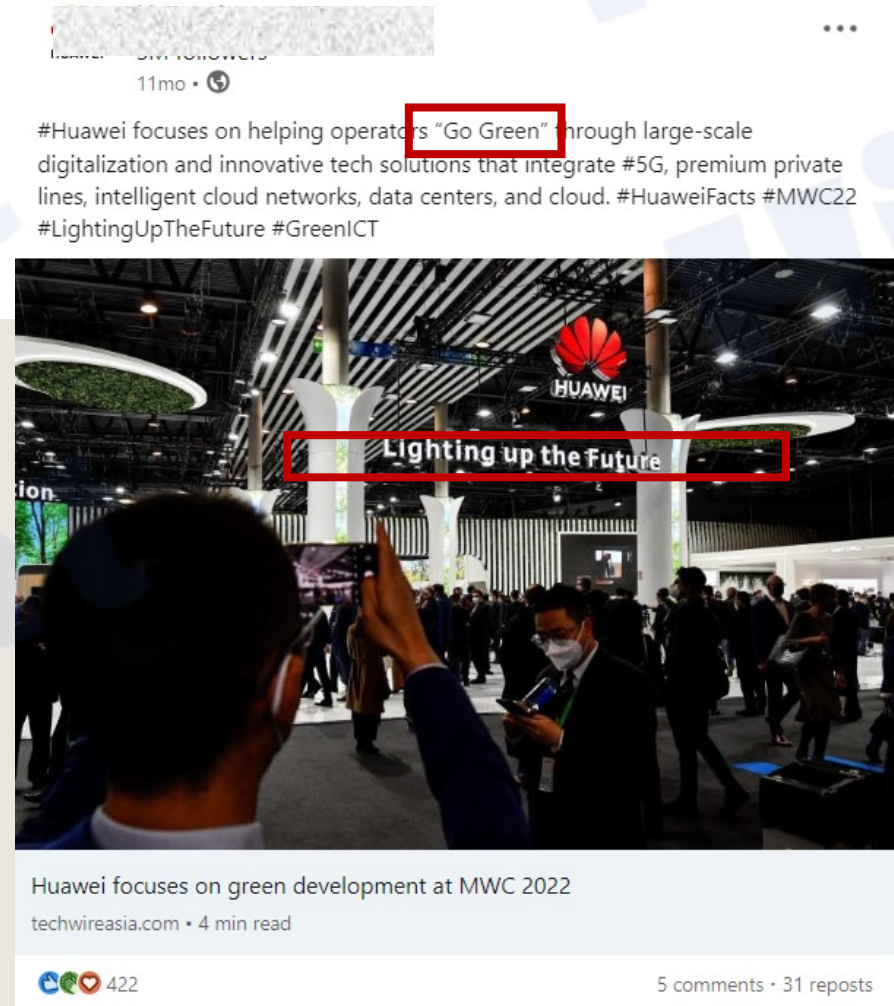 11mo •
#Huawei focuses on helping operators “Go Green” through large-scale
digitalization and innovative tech solutions that integrate #5G, premium private
lines, intelligent cloud networks, data centers, and cloud. #HuaweiFacts #MWC22
#LightingUpTheFuture #GreenICT
HUAWEI
Lighting up the Future
ion
Huawei focuses on green development at MWC 2022
techwireasia.com • 4 min read
422
5 comments • 31 reposts